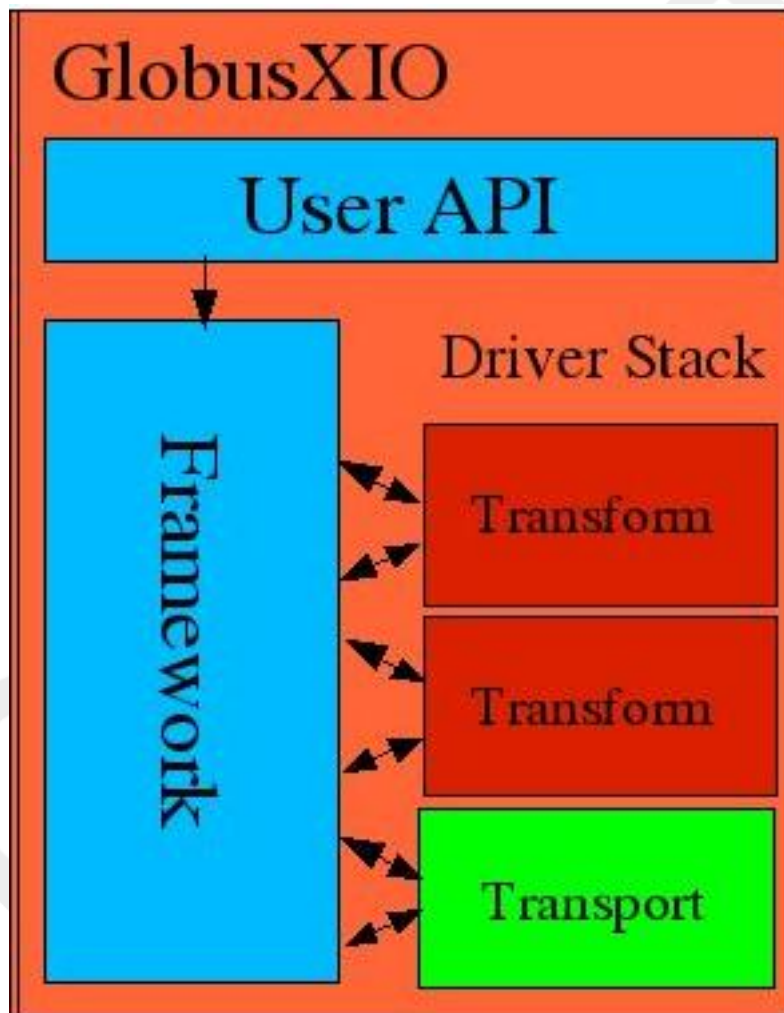 GlobusXIO
User API
Driver Stack
Framework
Transform
Transform
Transport